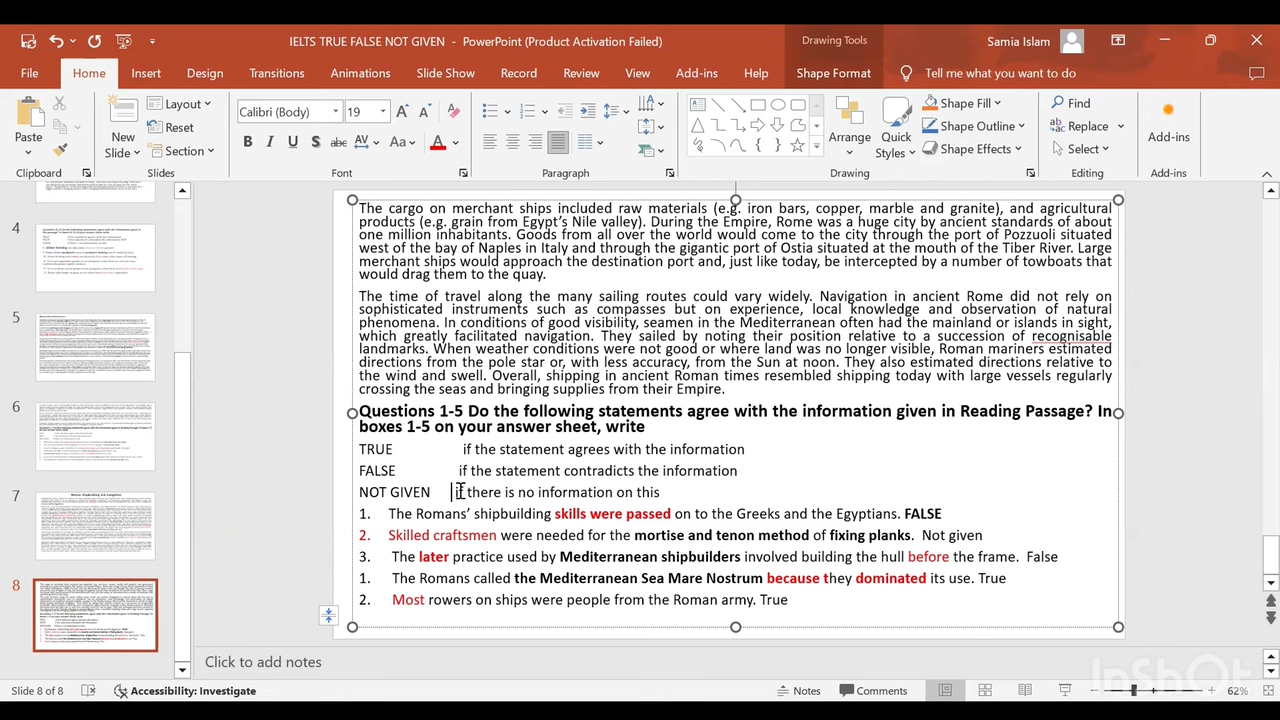 IELTS TRUE FALSE NOT GIVEN - PowerPoint (Product Activation Failed)
Drawing Tools
Samia Islam
File Home Insert Design Transitions Animations Slide Show Record Review View Add-ins Help Shape Format Tell me what you want to do
Paste
Clipboard
New
Slide
Layout
Reset
Section
Slides
Calibri (Body) 19
Font
Paragraph
Arrange
Quick
Styles
Shape Fill
Shape Outline
Shape Effects
Drawing
Find
Replace
Select
Editing
Add-ins
Add-ins
4
5
6
7
8
The cargo on merchant ships included raw materials (e.g. iron bars, copper, marble and granite), and agricultural
products (e.g. grain from Egypt's Nile valley). During the Empire, Rome was a huge city by ancient standards of about
one million inhabitants. Goods from all over the world would come to the city through the port of Pozzuoli situated
west of the bay of Naples in Italy and through the gigantic port of Ostia situated at the mouth of the Tiber River. Large
merchant ships would approach the destination port and, just like today, be intercepted by a number of towboats that
would drag them to the quay.
The time of travel along the many sailing routes could vary widely. Navigation in ancient Rome did not rely on
sophisticated instruments such as compasses but on experience, local knowledge and observation of natural
phenomena. In conditions of good visibility, seamen in the Mediterranean often had the mainland or islands in sight,
which greatly facilitated navigation. They sailed by noting their position relative to a succession of recognisable
landmarks. When weather conditions were not good or where land was no longer visible, Roman mariners estimated
directions from the pole star or, with less accuracy, from the Sun at noon. They also estimated directions relative to
the wind and swell. Overall, shipping in ancient Roman times resembled shipping today with large vessels regularly
crossing the seas and bringing supplies from their Empire.
Questions 1-5 Do the following statements agree with the information given in Reading Passage? In
boxes 1-5 on your answer sheet, write
TRUE if the statement agrees with the information
FALSE if the statement contradicts the information
NOT GIVEN if there is no information on this
1. The Romans' shipbuilding skills were passed on to the Greeks and the Egyptians. FALSE
2. Skilled craftsmen were needed for the mortise and tenon method of fixing planks. Not given
3. The later practice used by Mediterranean shipbuilders involved building the hull before the frame. False
The Romans called the Mediterranean Sea Mare Nostrum because they dominated its use. True
Most rowers on ships were people from the Roman army. True
Click to add notes
Slide 8 of 8
Accessibility: Investigate
Notes
Comments
62%
InShOt